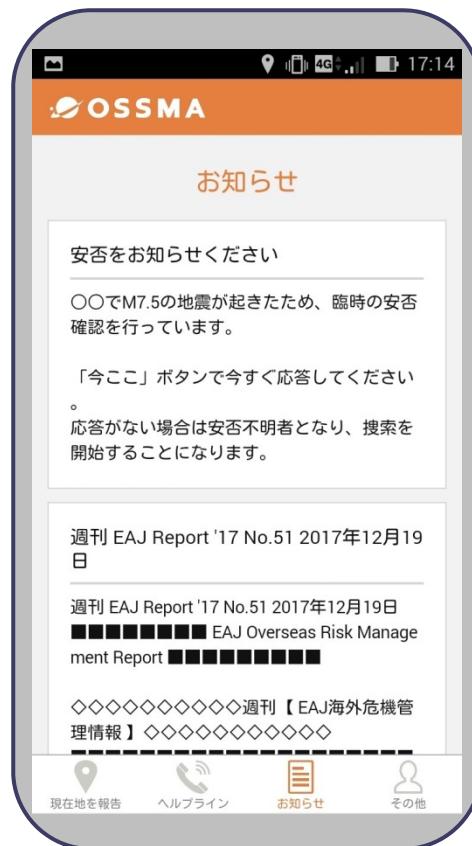 4G 17:14
OSSMA
お知らせ
安否をお知らせください
〇〇でM7.5の地震が起きたため、臨時の安否
確認を行っています。
「今ここ」ボタンで今すぐ応答してください
。
応答がない場合は安否不明者となり、捜索を
開始することになります。
週刊 EAJ Report '17 No.51 2017年12月19
日
週刊 EAJ Report '17 No.51 2017年12月19日
■■■■■■■■ EAJ Overseas Risk Manage
ment Report ■■■■■■■■■
◇◇◇◇◇◇◇◇◇◇週刊【 EAJ海外危機管
理情報 】◇◇◇◇◇◇◇◇◇◇◇
現在地を報告 ヘルプライン お知らせ その他